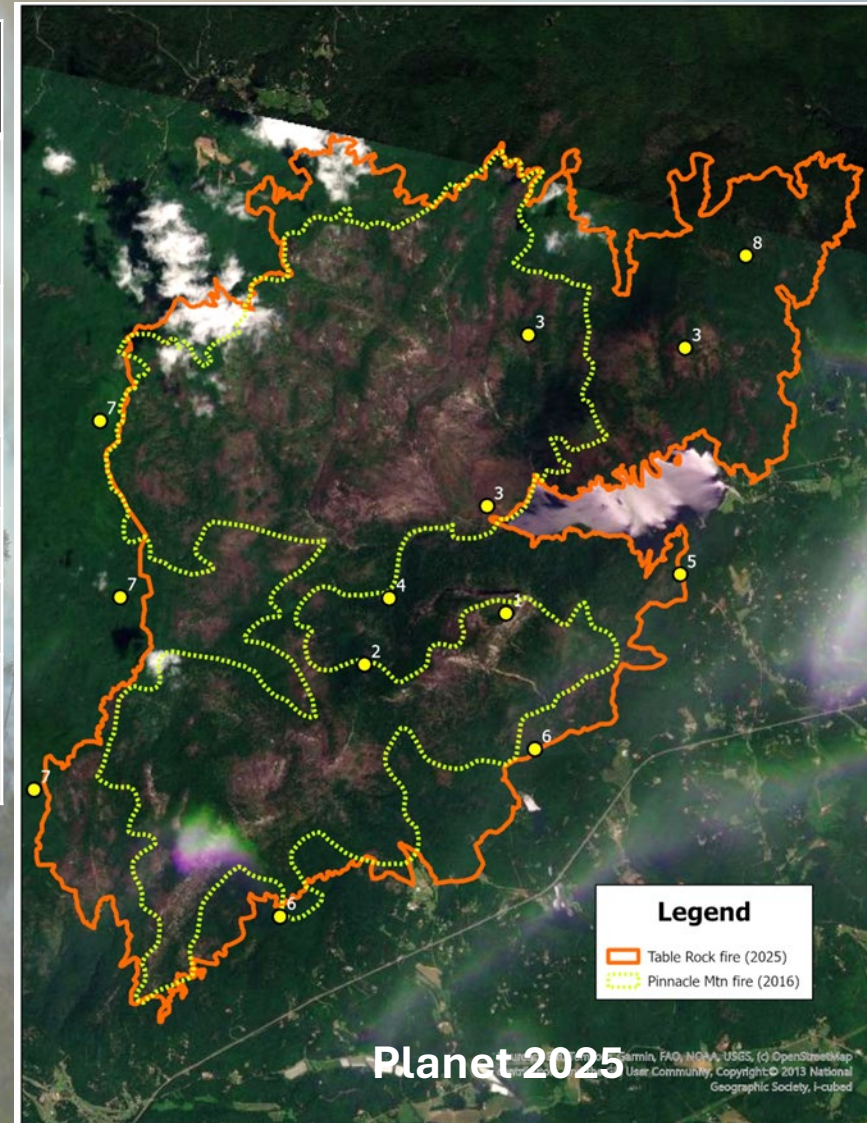 8
3
3
7
3
5
4
7
1
2
6
7
6
Legend
Table Rock fire (2025)
Pinnacle Mtn fire (2016)
Planet 2025
Garmin, FAO, NOAA, USGS, (c) OpenStreetMap
User Community, Copyright:© 2013 National
Geographic Society, i-cubed